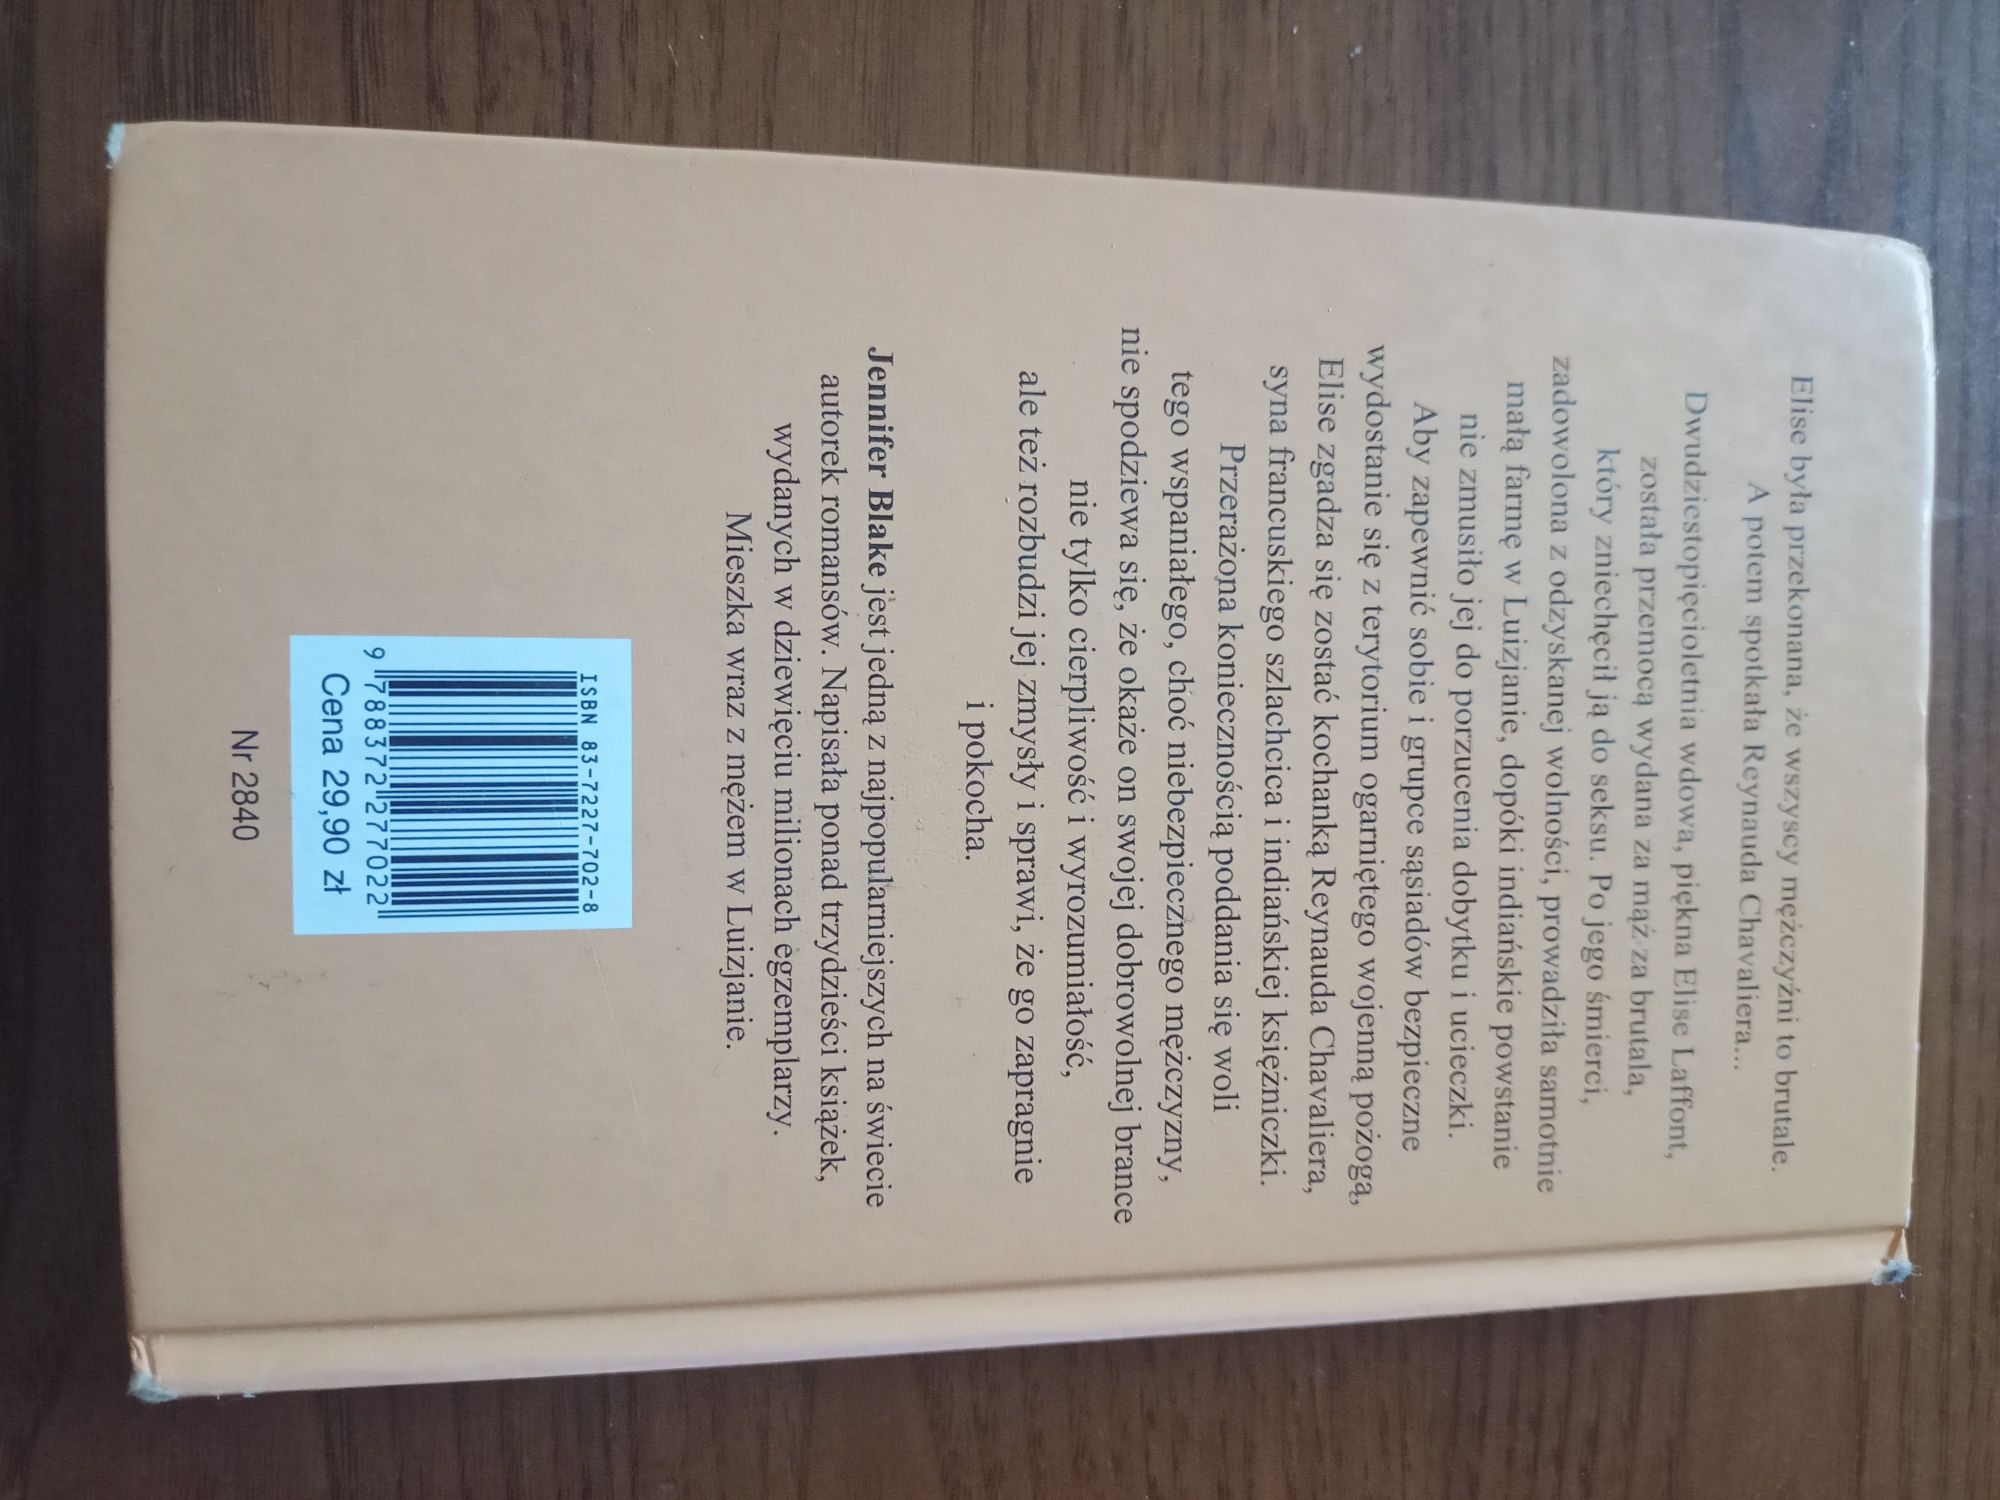 Elise była przekonana, że wszyscy mężczyźni to brutale.
A potem spotkała Reynauda Chavaliera...
Dwudziestopięcioletnia wdowa, piękna Elise Laffont,
została przemocą wydana za mąż za brutala,
który zniechęcił ją do seksu. Po jego śmierci,
zadowolona z odzyskanej wolności, prowadziła samotnie
małą farmę w Luizjanie, dopóki indiańskie powstanie
nie zmusiło jej do porzucenia dobytku i ucieczki.
Aby zapewnić sobie i grupce sąsiadów bezpieczne
wydostanie się z terytorium ogarniętego wojenną pożogą,
Elise zgadza się zostać kochanką Reynauda Chavaliera,
syna francuskiego szlachcica i indiańskiej księżniczki.
Przerażona koniecznością poddania się woli
tego wspaniałego, choć niebezpiecznego mężczyzny,
nie spodziewa się, że okaże on swojej dobrowolnej brance
nie tylko cierpliwość i wyrozumiałość,
ale też rozbudzi jej zmysły i sprawi, że go zapragnie
i pokocha.
Jennifer Blake jest jedną z najpopularniejszych na świecie
autorek romansów. Napisała ponad trzydzieści książek,
wydanych w dziewięciu milionach egzemplarzy.
Mieszka wraz z mężem w Luizjanie.
ISBN 83-7227-702-8
9 788372 277022
Cena 29,90 zł
Nr 2840